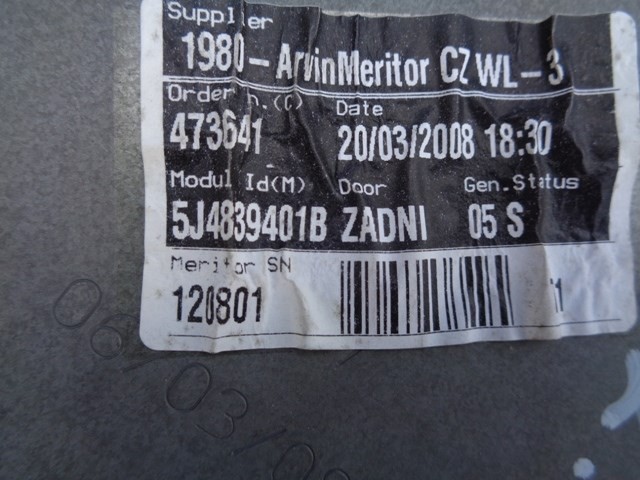 Supplier
1980-ArvinMeritor CZ WL-3
Order n.(C) Date
473641 20/03/2008 18:30
Modul Id(M) Door Gen.Status
5J4839401B ZADNI 05 S
Meritor SN
120801